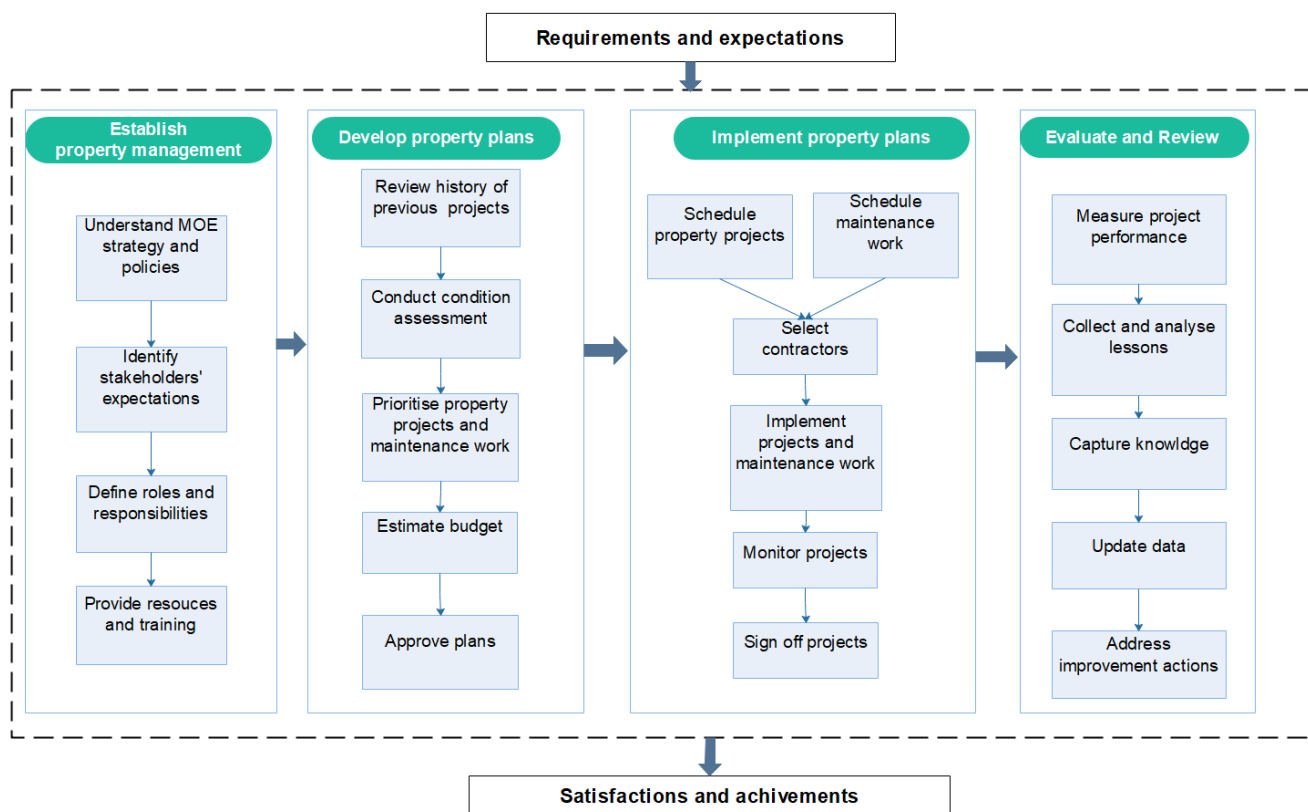 Requirements and expectations
Establish
property management
Understand MOE
strategy and
policies
Identify
stakeholders'
expectations
Define roles and
responsibilities
Provide resouces
and training
Develop property plans
Review history of
previous projects
Conduct condition
assessment
Prioritise property
projects and
maintenance work
Estimate budget
Approve plans
Implement property plans
Schedule
property projects
Schedule
maintenance
work
Select
contractors
Implement
projects and
maintenance work
Monitor projects
Sign off projects
Evaluate and Review
Measure project
performance
Collect and analyse
lessons
Capture knowldge
Update data
Address
improvement actions
Satisfactions and achivements